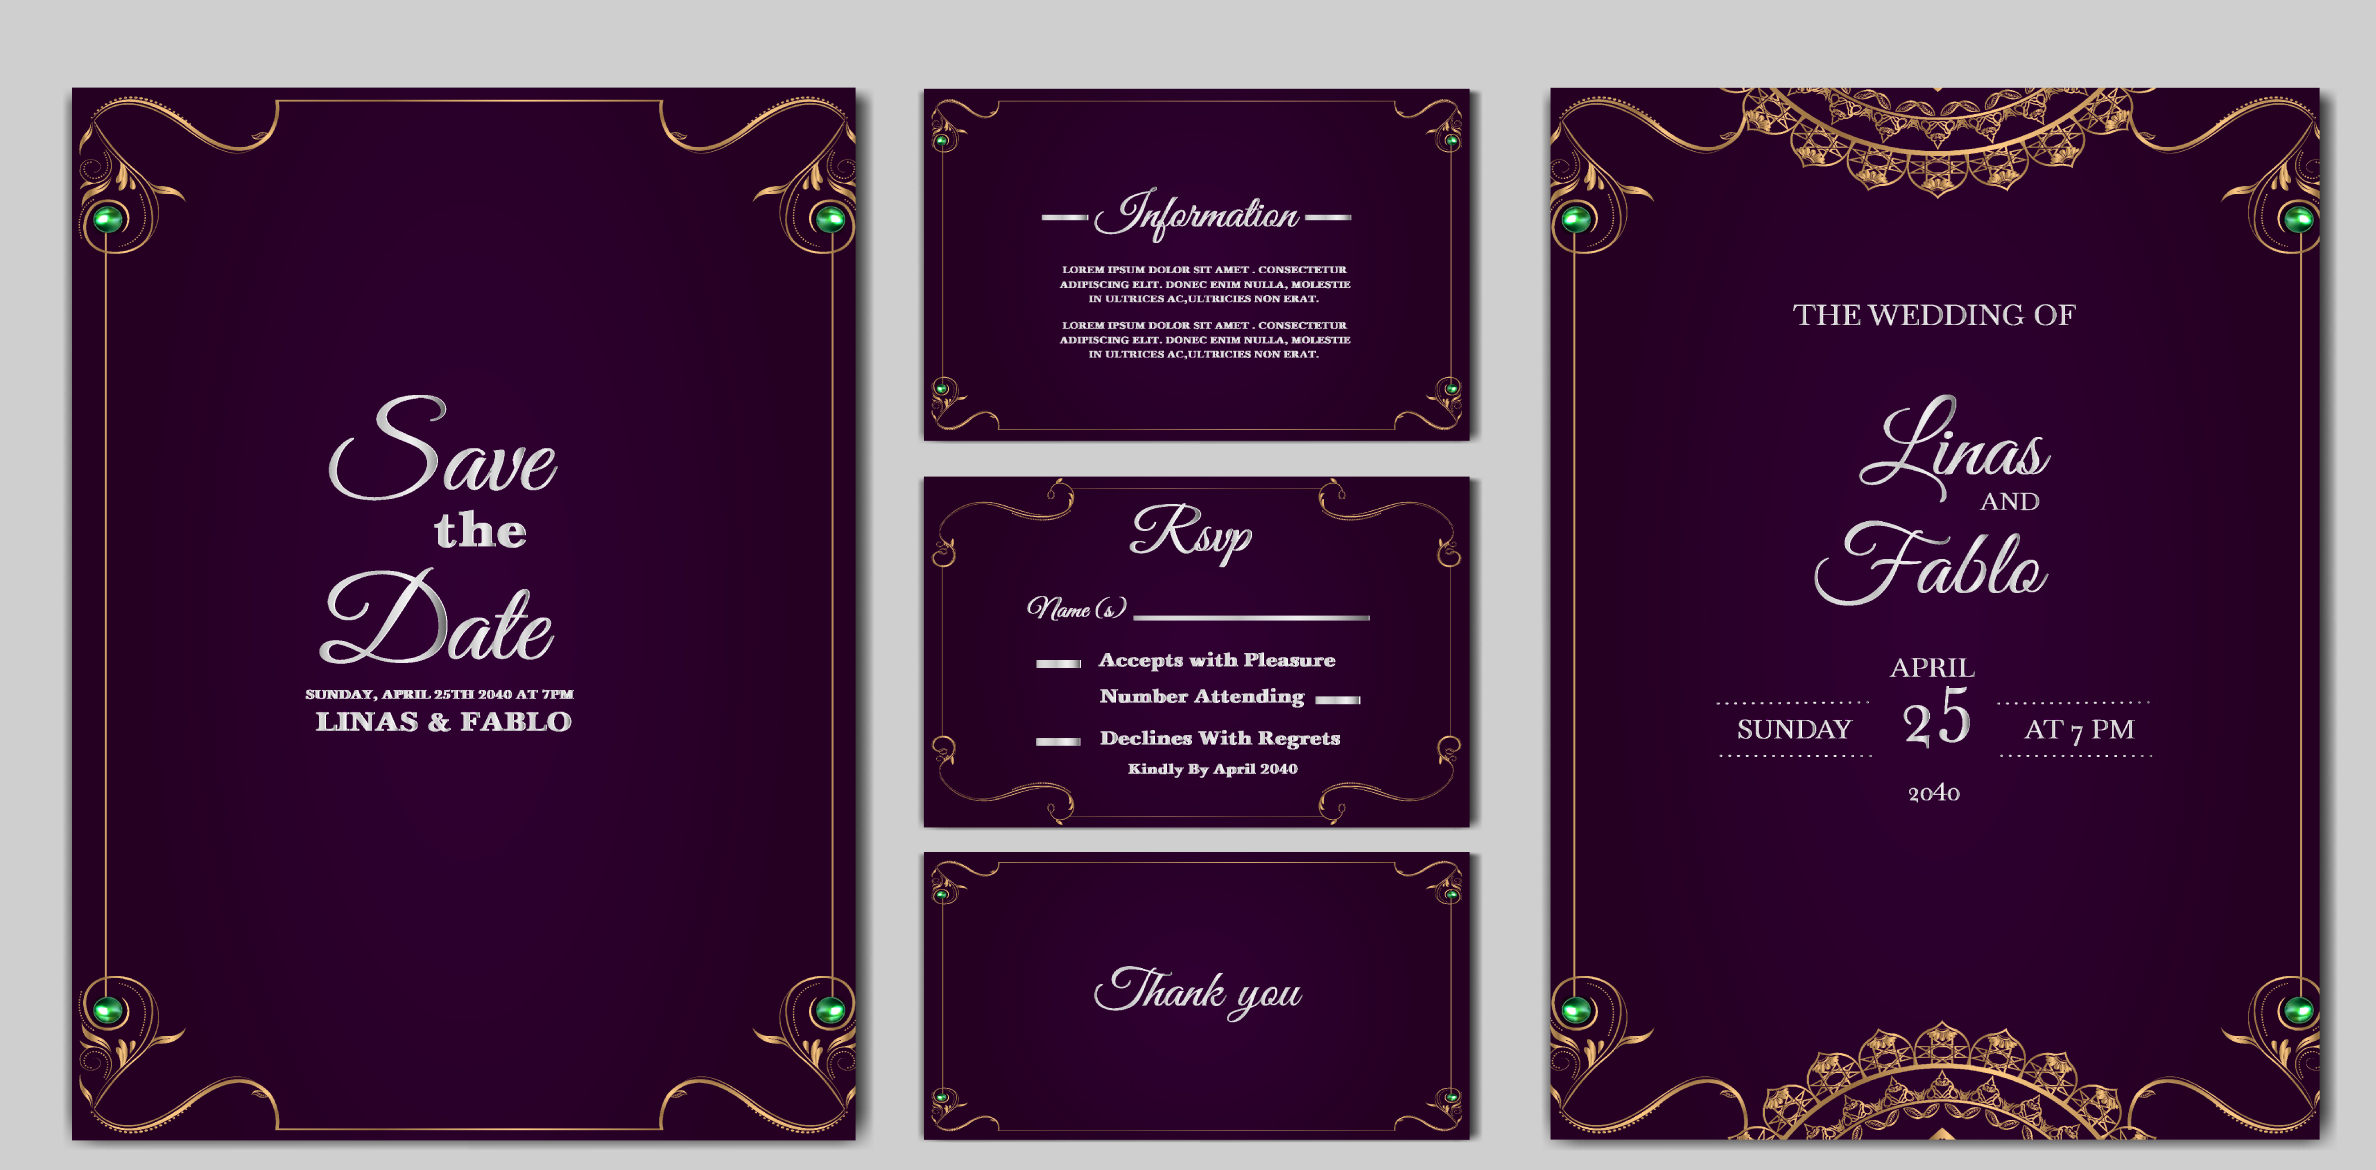 Save
the
Date
SUNDAY, APRIL 25TH 2040 AT 7PM
LINAS & FABLO
Information
LOREM IPSUM DOLOR SIT AMET . CONSECTETUR
ADIPISCING ELIT. DONEC ENIM NULLA, MOLESTIE
IN ULTRICES AC,ULTRICIES NON ERAT.
LOREM IPSUM DOLOR SIT AMET . CONSECTETUR
ADIPISCING ELIT. DONEC ENIM NULLA, MOLESTIE
IN ULTRICES AC,ULTRICIES NON ERAT.
Rsvp
Name (s)
Accepts with Pleasure
Number Attending
Declines With Regrets
Kindly By April 2040
Thank you
THE WEDDING OF
Linas
AND
Fablo
APRIL
SUNDAY 25 AT 7 PM
2040